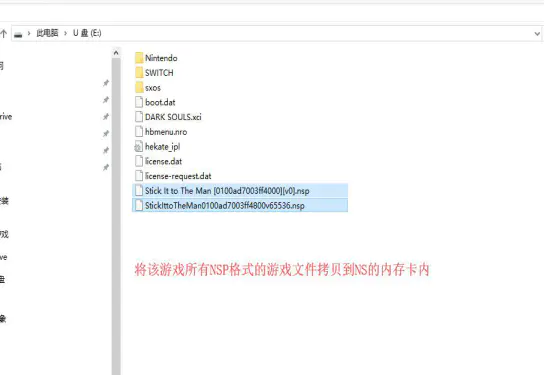 个
此电脑 › U 盘 (E:)
问
Nintendo
SWITCH
sxos
boot.dat
rive
DARK SOULS.xci
hbmenu.nro
hekate_ipl
license.dat
license-request.dat
Stick It to The Man [0100ad7003ff4000][v0].nsp
装
StickIttoTheMan0100ad7003ff4800v65536.nsp
戏
ve
将该游戏所有NSP格式的游戏文件拷贝到NS的内存卡内
盘
象